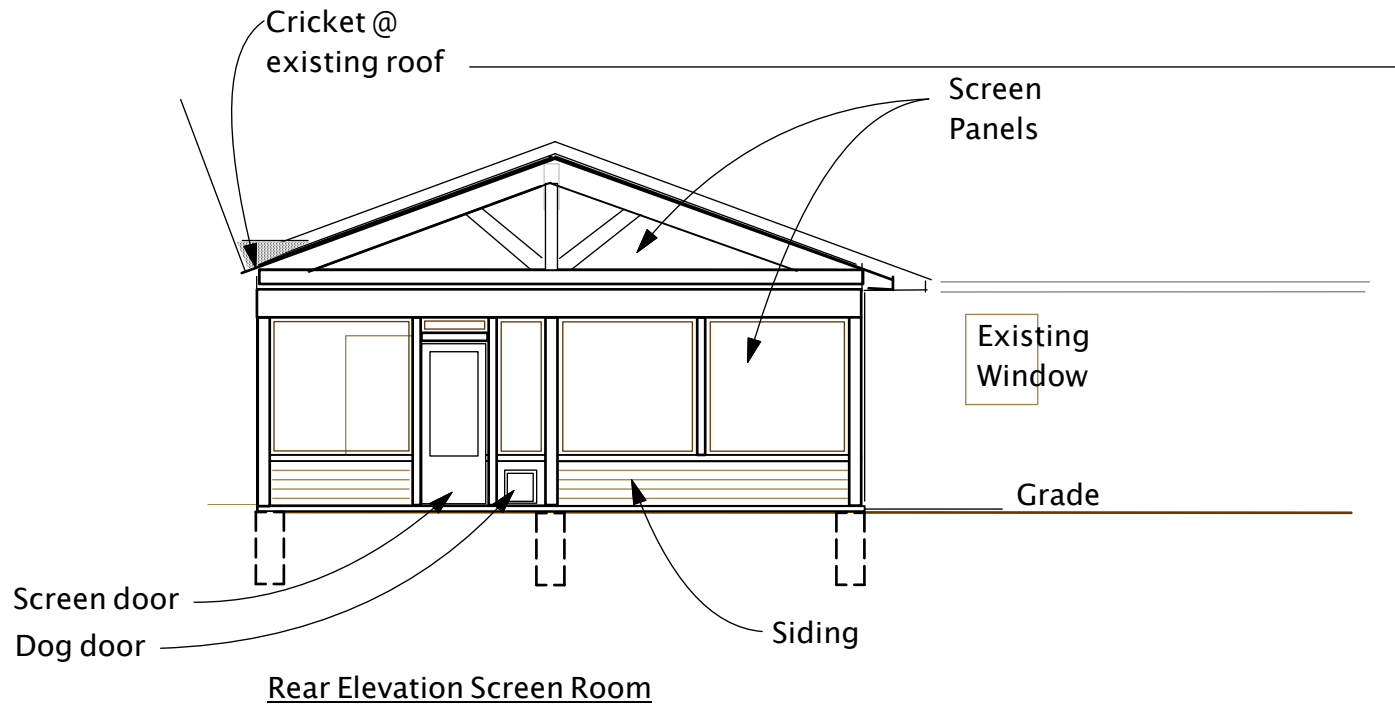 Cricket @
existing roof
Screen
Panels
Existing
Window
Grade
Screen door
Dog door
Siding
Rear Elevation Screen Room